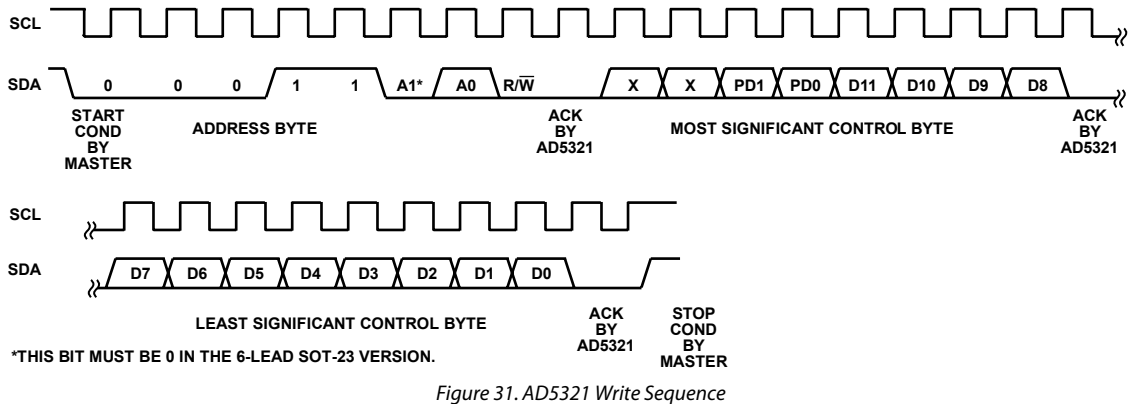 SCL
SDA 0 0 0 1 1 A1* A0 R/W̅ X X PD1 PD0 D11 D10 D9 D8
START COND BY MASTER
ADDRESS BYTE
ACK BY AD5321
MOST SIGNIFICANT CONTROL BYTE
ACK BY AD5321
SCL
SDA D7 D6 D5 D4 D3 D2 D1 D0
LEAST SIGNIFICANT CONTROL BYTE
ACK BY AD5321
STOP COND BY MASTER
*THIS BIT MUST BE 0 IN THE 6-LEAD SOT-23 VERSION.
Figure 31. AD5321 Write Sequence